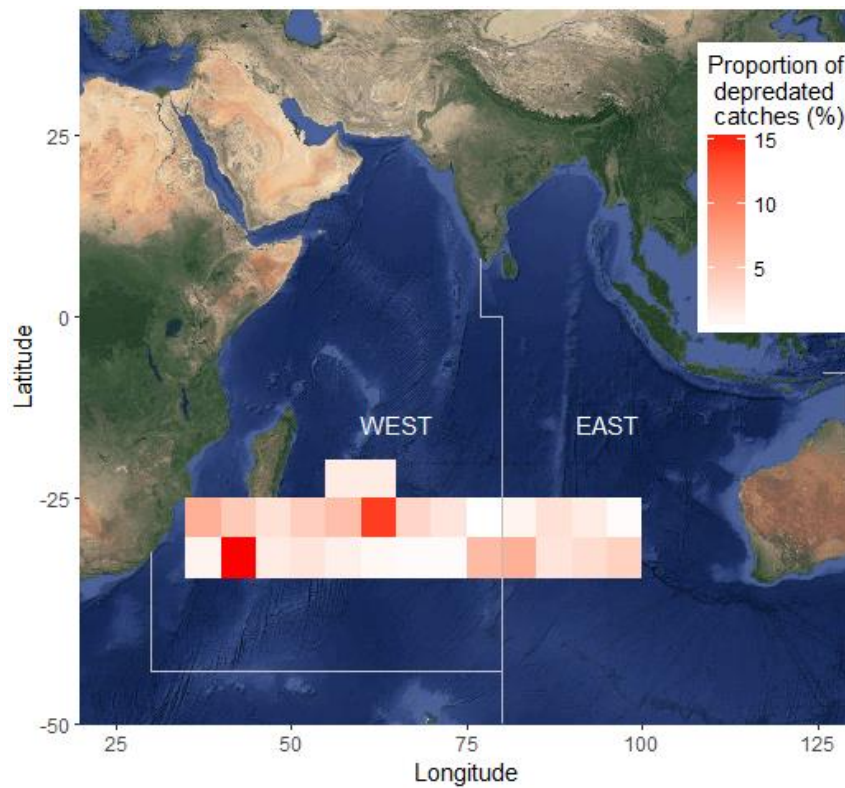 Proportion of
depredated
catches (%)
15
10
5
25
0
-25
-50
Latitude
WEST
EAST
25
50
75
100
125
Longitude